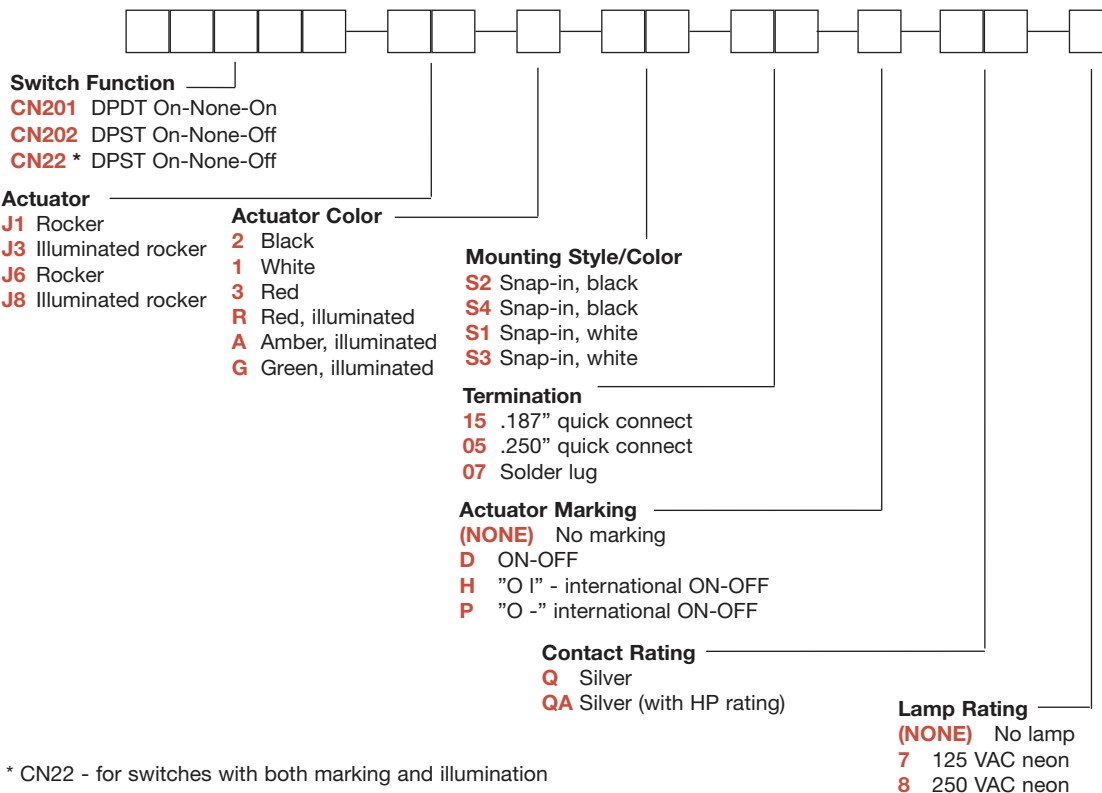 Switch Function
CN201 DPDT On-None-On
CN202 DPST On-None-Off
CN22 * DPST On-None-Off
Actuator
J1 Rocker
J3 Illuminated rocker
J6 Rocker
J8 Illuminated rocker
Actuator Color
2 Black
1 White
3 Red
R Red, illuminated
A Amber, illuminated
G Green, illuminated
Mounting Style/Color
S2 Snap-in, black
S4 Snap-in, black
S1 Snap-in, white
S3 Snap-in, white
Termination
15 .187” quick connect
05 .250” quick connect
07 Solder lug
Actuator Marking
(NONE) No marking
D ON-OFF
H ”O I” - international ON-OFF
P ”O -” international ON-OFF
Contact Rating
Q Silver
QA Silver (with HP rating)
Lamp Rating
(NONE) No lamp
7 125 VAC neon
8 250 VAC neon
* CN22 - for switches with both marking and illumination